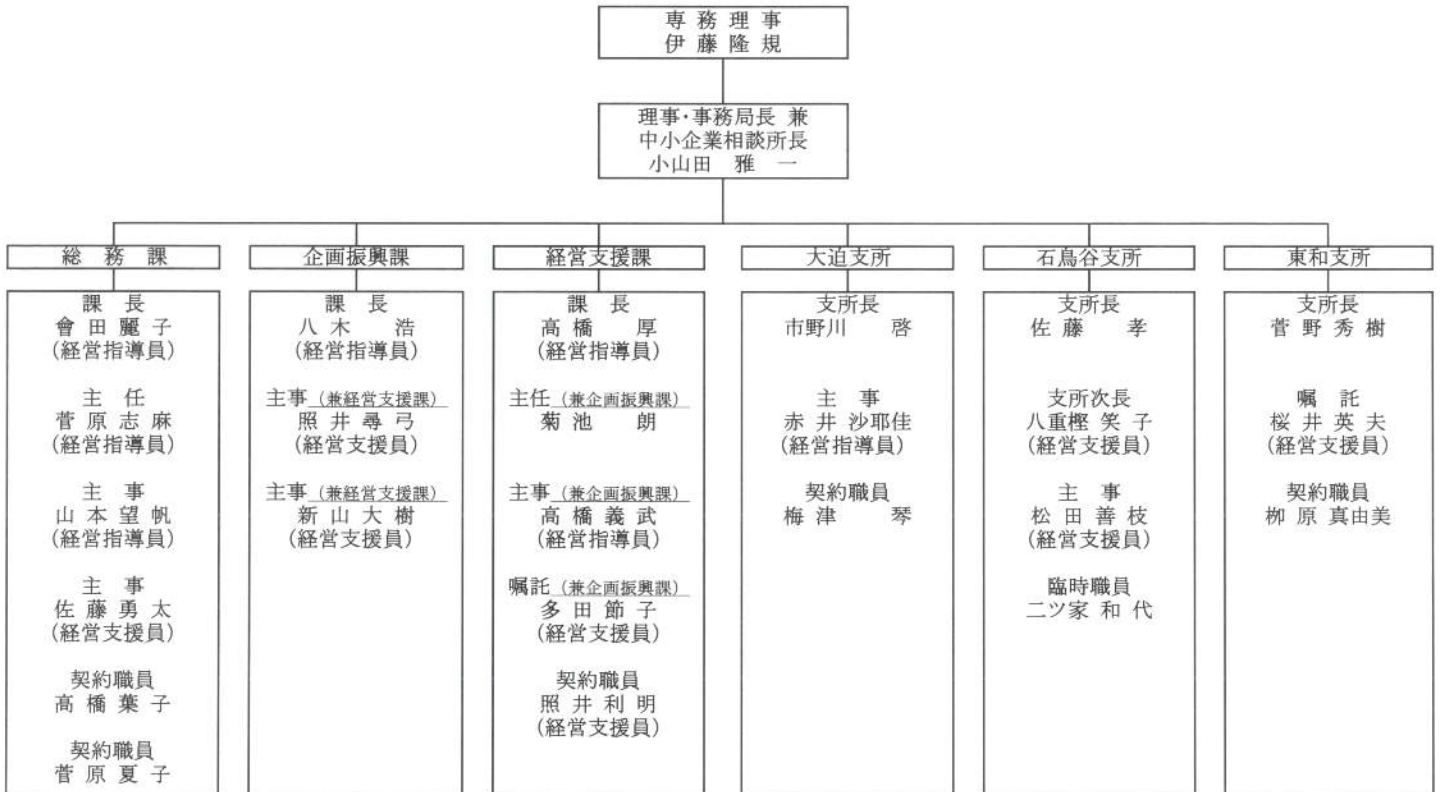 専務理事
伊藤隆規
理事・事務局長 兼
中小企業相談所長
小山田 雅一
総務課
課長
會田麗子
(経営指導員)
主任
菅原志麻
(経営指導員)
主事
山本望帆
(経営指導員)
主事
佐藤勇太
(経営支援員)
契約職員
高橋葉子
契約職員
菅原夏子
企画振興課
課長
八木 浩
(経営指導員)
主事(兼経営支援課)
照井尋弓
(経営支援員)
主事(兼経営支援課)
新山大樹
(経営支援員)
経営支援課
課長
高橋 厚
(経営指導員)
主任(兼企画振興課)
菊池 朗
主事(兼企画振興課)
高橋義武
(経営指導員)
嘱託(兼企画振興課)
多田節子
(経営支援員)
契約職員
照井利明
(経営支援員)
大迫支所
支所長
市野川 啓
主事
赤井沙耶佳
(経営指導員)
契約職員
梅津 琴
石鳥谷支所
支所長
佐藤 孝
支所次長
八重樫笑子
(経営支援員)
主事
松田善枝
(経営支援員)
臨時職員
二ツ家和代
東和支所
支所長
菅野秀樹
嘱託
桜井英夫
(経営支援員)
契約職員
栁原真由美